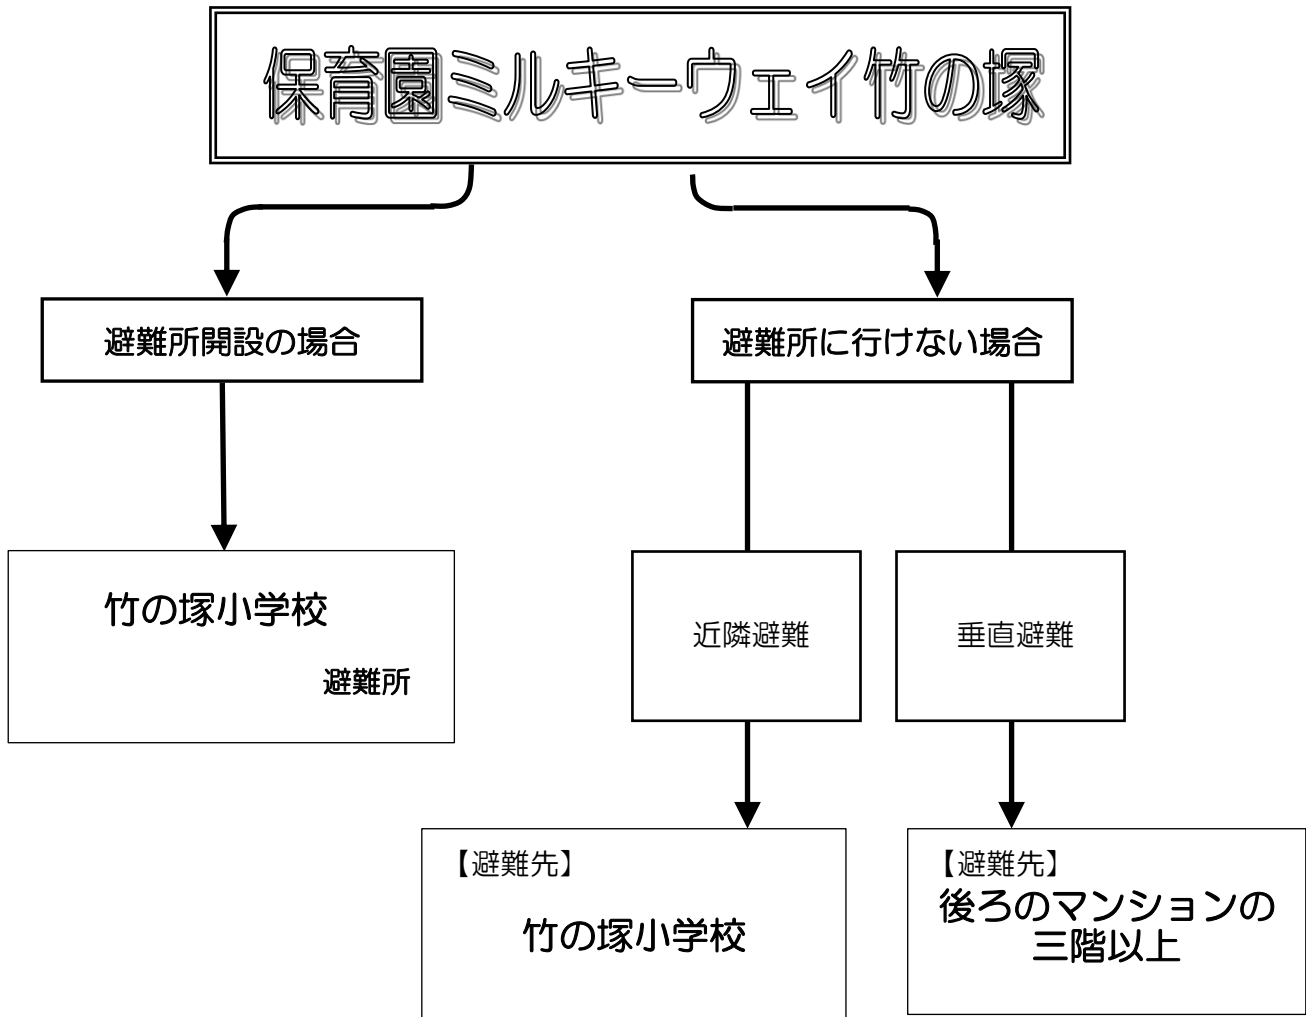 保育園ミルキーウェイ竹の塚
避難所開設の場合
避難所に行けない場合
竹の塚小学校
避難所
近隣避難
垂直避難
【避難先】
竹の塚小学校
【避難先】
後ろのマンションの
三階以上